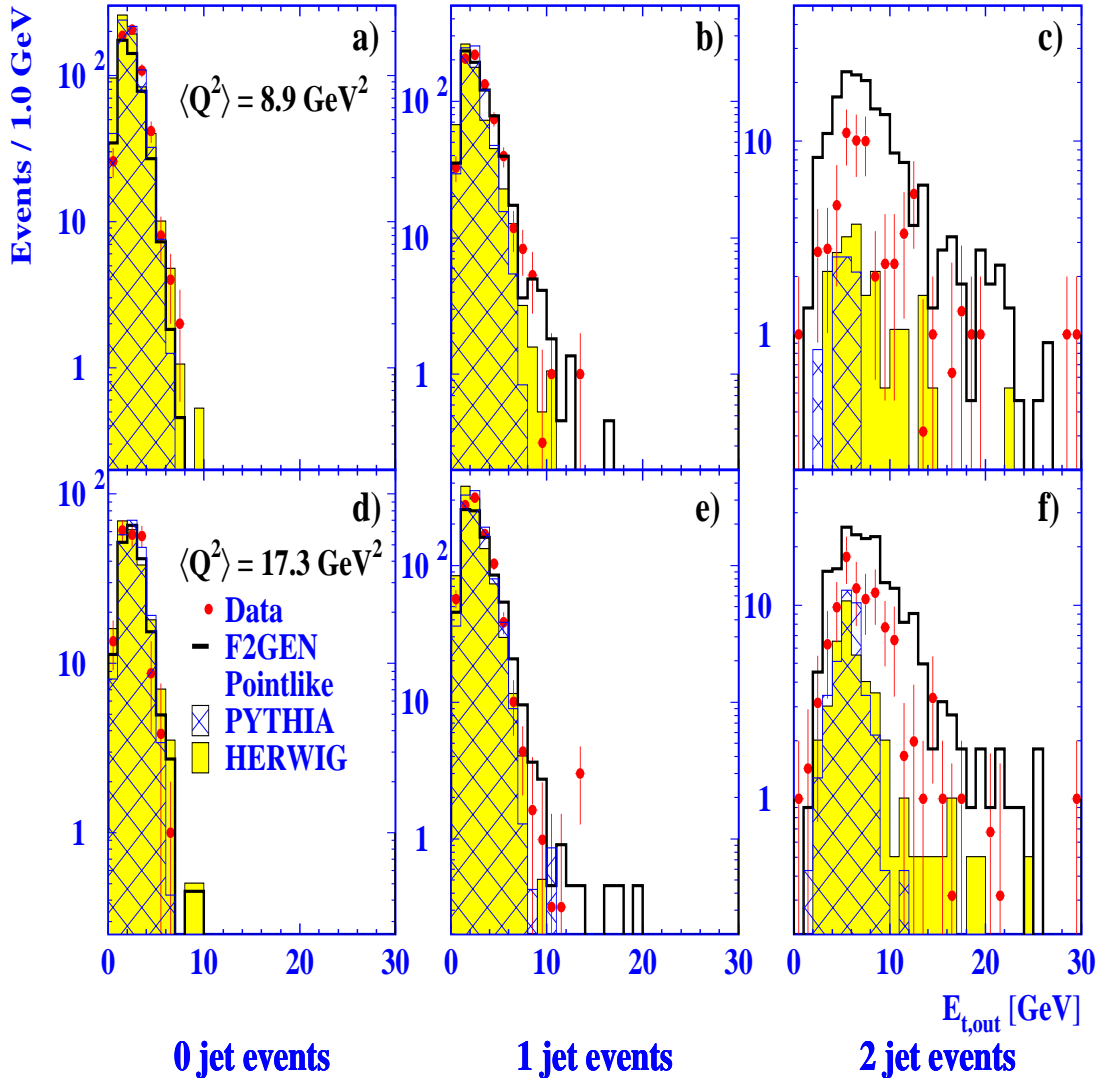 Events / 1.0 GeV
a)
b)
c)
⟨Q²⟩ = 8.9 GeV²
10²
10
1
10²
10
1
10
1
d)
e)
f)
⟨Q²⟩ = 17.3 GeV²
Data
F2GEN
Pointlike
PYTHIA
HERWIG
10²
10
1
10²
10
1
10
1
0 10 20 30
0 10 20 30
0 10 20 30
E_{t,out} [GeV]
0 jet events
1 jet events
2 jet events